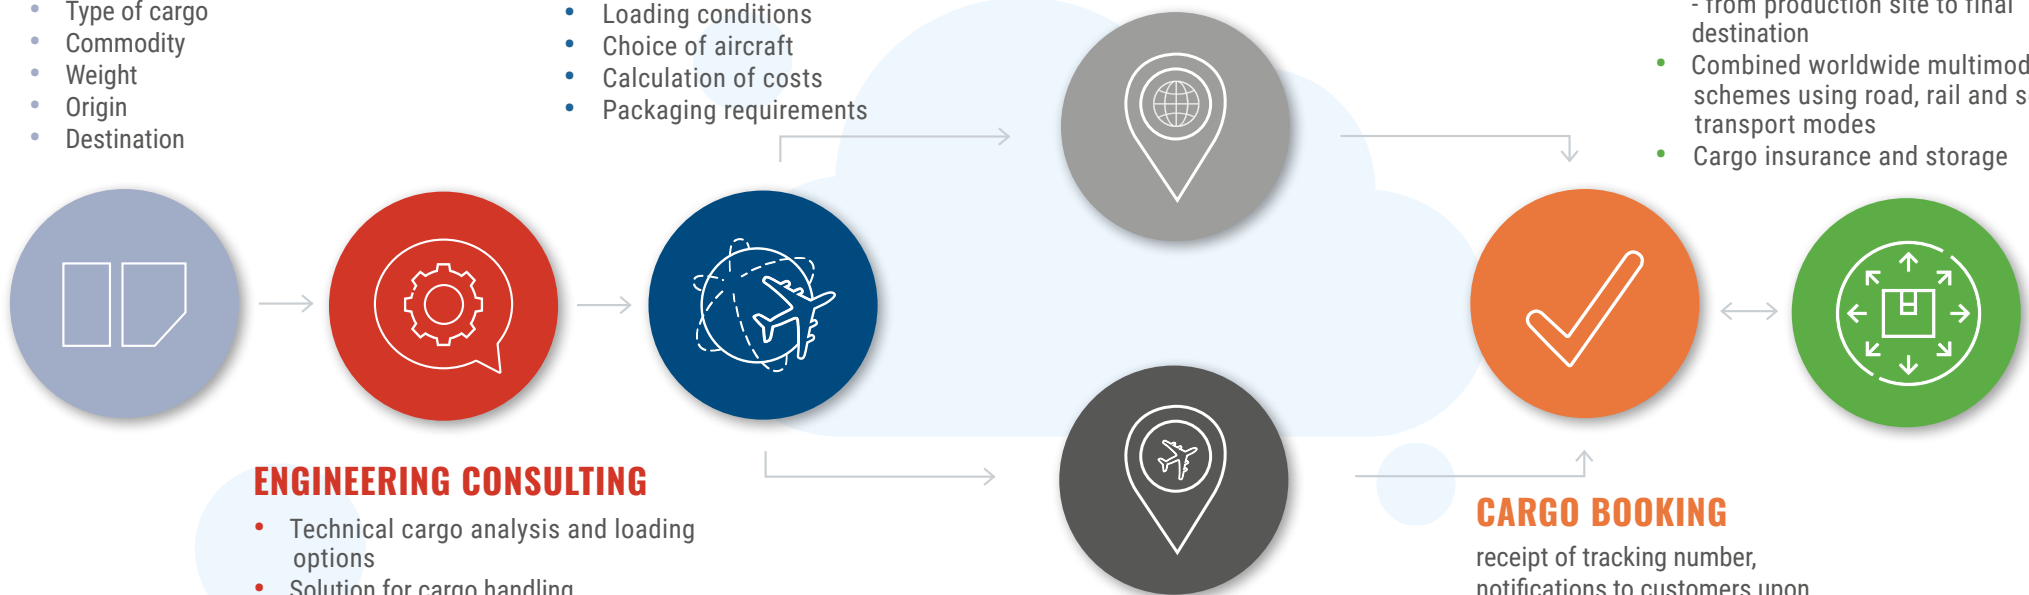 Type of cargo
Commodity
Weight
Origin
Destination
Loading conditions
Choice of aircraft
Calculation of costs
Packaging requirements
- from production site to final
destination
Combined worldwide multimod
schemes using road, rail and s
transport modes
Cargo insurance and storage
ENGINEERING CONSULTING
Technical cargo analysis and loading
options
Solution for cargo handling
CARGO BOOKING
receipt of tracking number,
notifications to customers upon